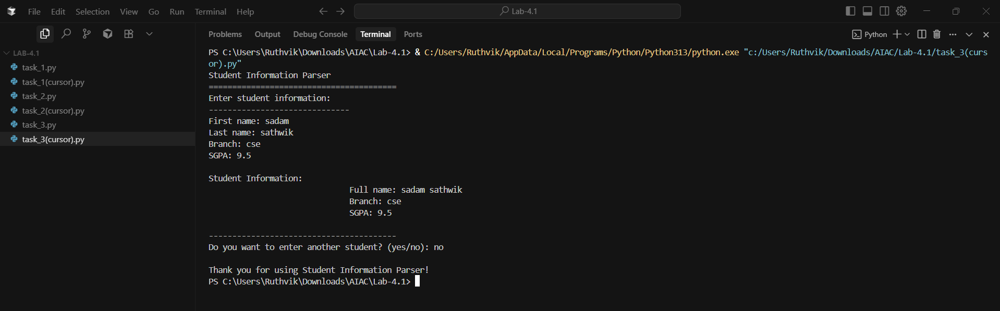 File Edit Selection View Go Run Terminal Help
Lab-4.1
Problems Output Debug Console Terminal Ports
Python
LAB-4.1
task_1.py
task_1(cursor).py
task_2.py
task_2(cursor).py
task_3.py
task_3(cursor).py
PS C:\Users\Ruthvik\Downloads\AIAC\Lab-4.1> & C:/Users/Ruthvik/AppData/Local/Programs/Python/Python313/python.exe "c:/Users/Ruthvik/Downloads/AIAC/Lab-4.1/task_3(curs
or).py"
Student Information Parser
========================================
Enter student information:
------------------------------
First name: sadam
Last name: sathwik
Branch: cse
SGPA: 9.5
Student Information:
Full name: sadam sathwik
Branch: cse
SGPA: 9.5
----------------------------------------
Do you want to enter another student? (yes/no): no
Thank you for using Student Information Parser!
PS C:\Users\Ruthvik\Downloads\AIAC\Lab-4.1>